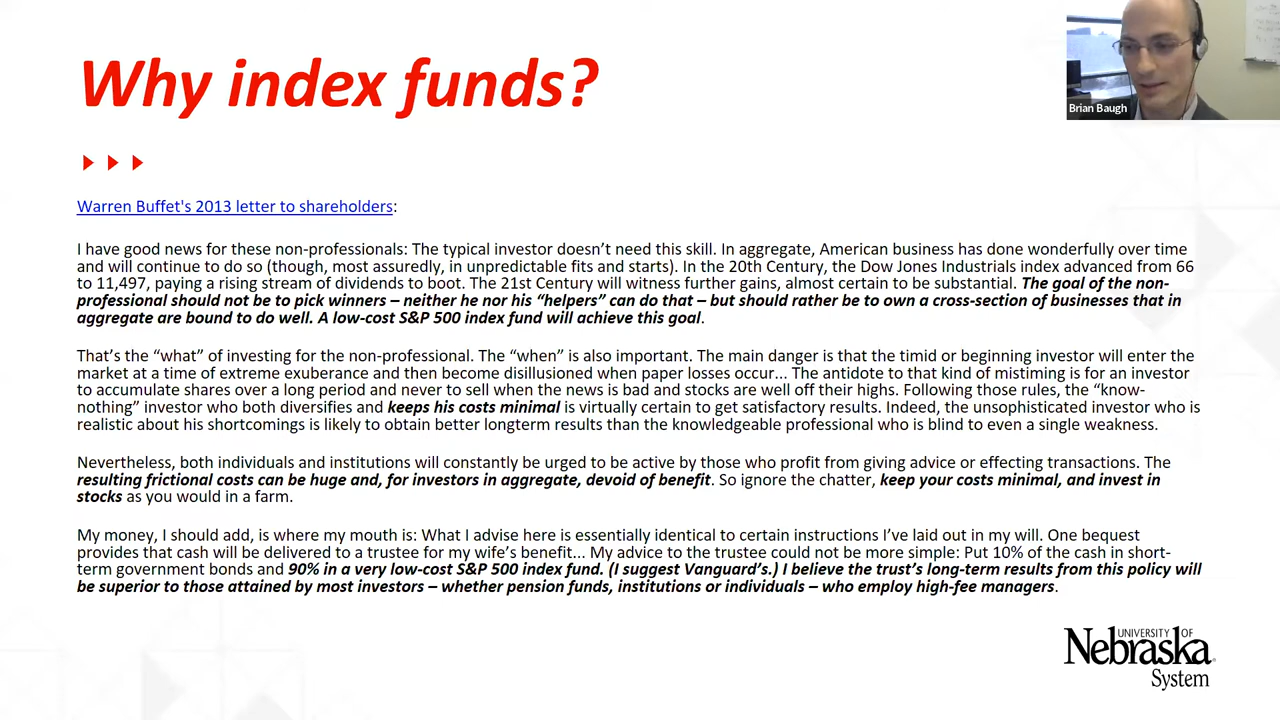 Why index funds?
Brian Baugh
Warren Buffet's 2013 letter to shareholders:
I have good news for these non-professionals: The typical investor doesn’t need this skill. In aggregate, American business has done wonderfully over time
and will continue to do so (though, most assuredly, in unpredictable fits and starts). In the 20th Century, the Dow Jones Industrials index advanced from 66
to 11,497, paying a rising stream of dividends to boot. The 21st Century will witness further gains, almost certain to be substantial. The goal of the non-
professional should not be to pick winners – neither he nor his “helpers” can do that – but should rather be to own a cross-section of businesses that in
aggregate are bound to do well. A low-cost S&P 500 index fund will achieve this goal.
That’s the “what” of investing for the non-professional. The “when” is also important. The main danger is that the timid or beginning investor will enter the
market at a time of extreme exuberance and then become disillusioned when paper losses occur... The antidote to that kind of mistiming is for an investor
to accumulate shares over a long period and never to sell when the news is bad and stocks are well off their highs. Following those rules, the “know-
nothing” investor who both diversifies and keeps his costs minimal is virtually certain to get satisfactory results. Indeed, the unsophisticated investor who is
realistic about his shortcomings is likely to obtain better longterm results than the knowledgeable professional who is blind to even a single weakness.
Nevertheless, both individuals and institutions will constantly be urged to be active by those who profit from giving advice or effecting transactions. The
resulting frictional costs can be huge and, for investors in aggregate, devoid of benefit. So ignore the chatter, keep your costs minimal, and invest in
stocks as you would in a farm.
My money, I should add, is where my mouth is: What I advise here is essentially identical to certain instructions I’ve laid out in my will. One bequest
provides that cash will be delivered to a trustee for my wife’s benefit... My advice to the trustee could not be more simple: Put 10% of the cash in short-
term government bonds and 90% in a very low-cost S&P 500 index fund. (I suggest Vanguard’s.) I believe the trust’s long-term results from this policy will
be superior to those attained by most investors – whether pension funds, institutions or individuals – who employ high-fee managers.
UNIVERSITY OF
Nebraska
System